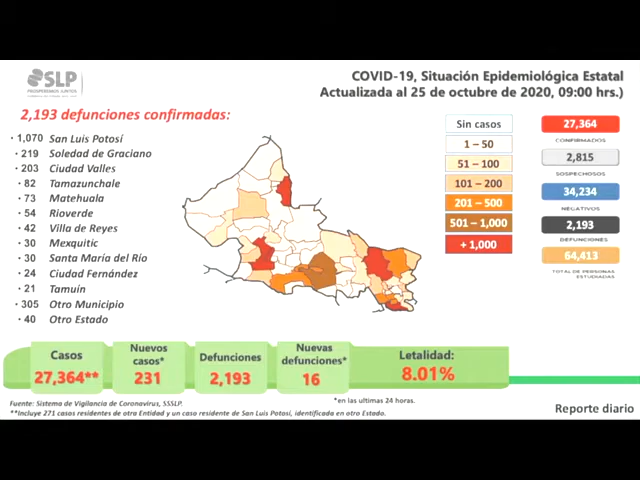 SLP
PROSPEREMOS JUNTOS
COVID-19, Situación Epidemiológica Estatal
Actualizada al 25 de octubre de 2020, 09:00 hrs.)
2,193 defunciones confirmadas:
• 1,070 San Luis Potosí
• 219 Soledad de Graciano
• 203 Ciudad Valles
• 82 Tamazunchale
• 73 Matehuala
• 54 Rioverde
• 42 Villa de Reyes
• 30 Mexquitic
• 30 Santa María del Río
• 24 Ciudad Fernández
• 21 Tamuín
• 305 Otro Municipio
• 40 Otro Estado
Sin casos
1 – 50
51 – 100
101 – 200
201 – 500
501 – 1,000
+ 1,000
27,364
CONFIRMADOS
2,815
SOSPECHOSOS
34,234
NEGATIVOS
2,193
DEFUNCIONES
64,413
TOTAL DE PERSONAS
ESTUDIADAS
Casos
27,364**
Nuevos
casos*
231
Defunciones
2,193
Nuevas
defunciones*
16
Letalidad:
8.01%
*en las ultimas 24 horas.
Fuente: Sistema de Vigilancia de Coronavirus, SSSLP.
**Incluye 271 casos residentes de otra Entidad y un caso residente de San Luis Potosí, identificada en otro Estado.
Reporte diario